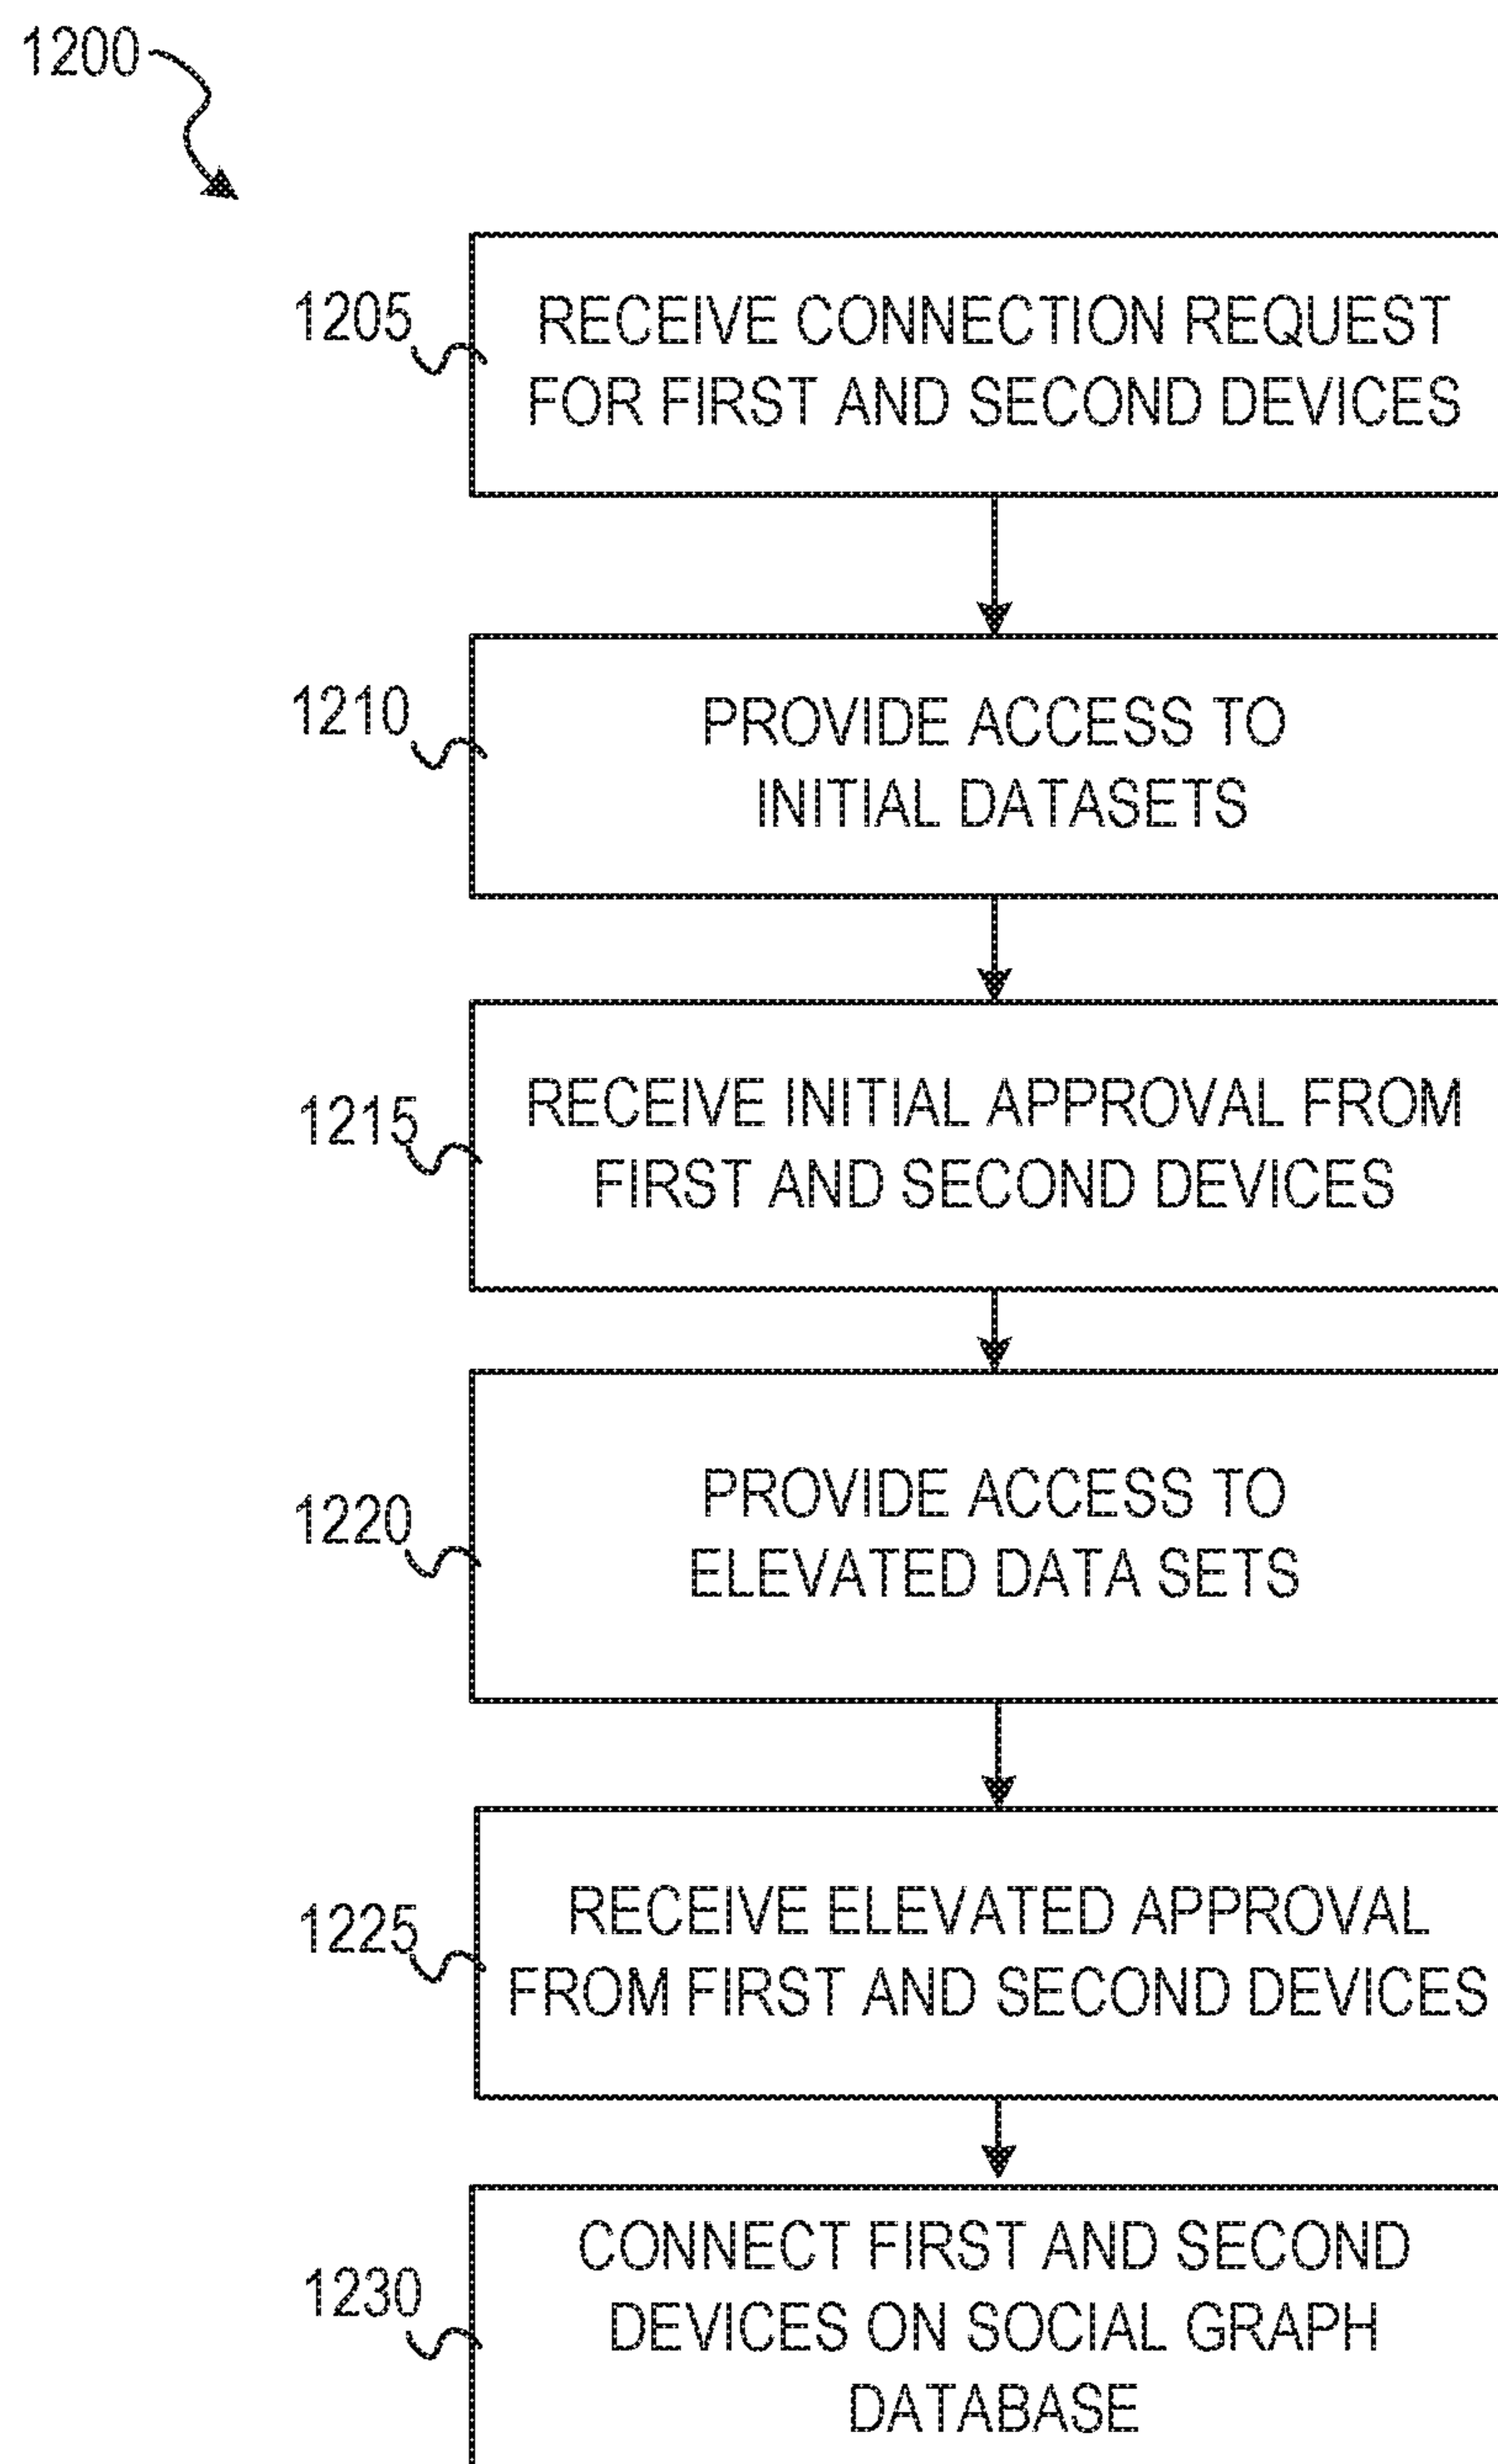 1200
1205
RECEIVE CONNECTION REQUEST
FOR FIRST AND SECOND DEVICES
1210
PROVIDE ACCESS TO
INITIAL DATASETS
1215
RECEIVE INITIAL APPROVAL FROM
FIRST AND SECOND DEVICES
1220
PROVIDE ACCESS TO
ELEVATED DATA SETS
1225
RECEIVE ELEVATED APPROVAL
FROM FIRST AND SECOND DEVICES
1230
CONNECT FIRST AND SECOND
DEVICES ON SOCIAL GRAPH
DATABASE